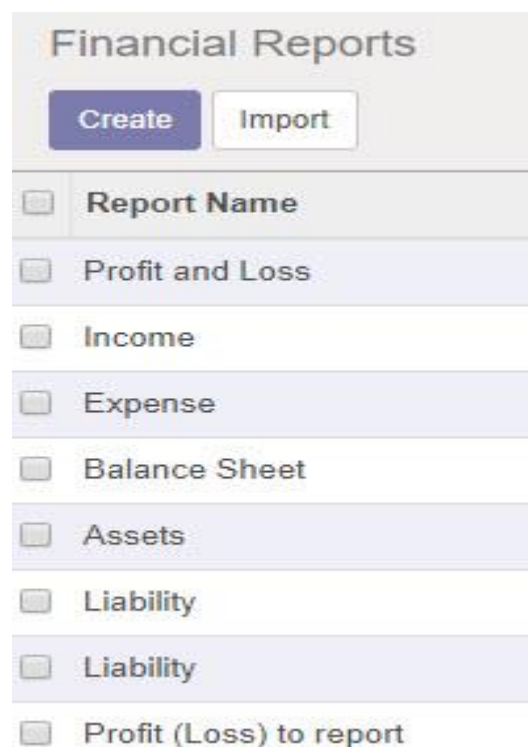 Financial Reports
Create Import
Report Name
Profit and Loss
Income
Expense
Balance Sheet
Assets
Liability
Liability
Profit (Loss) to report